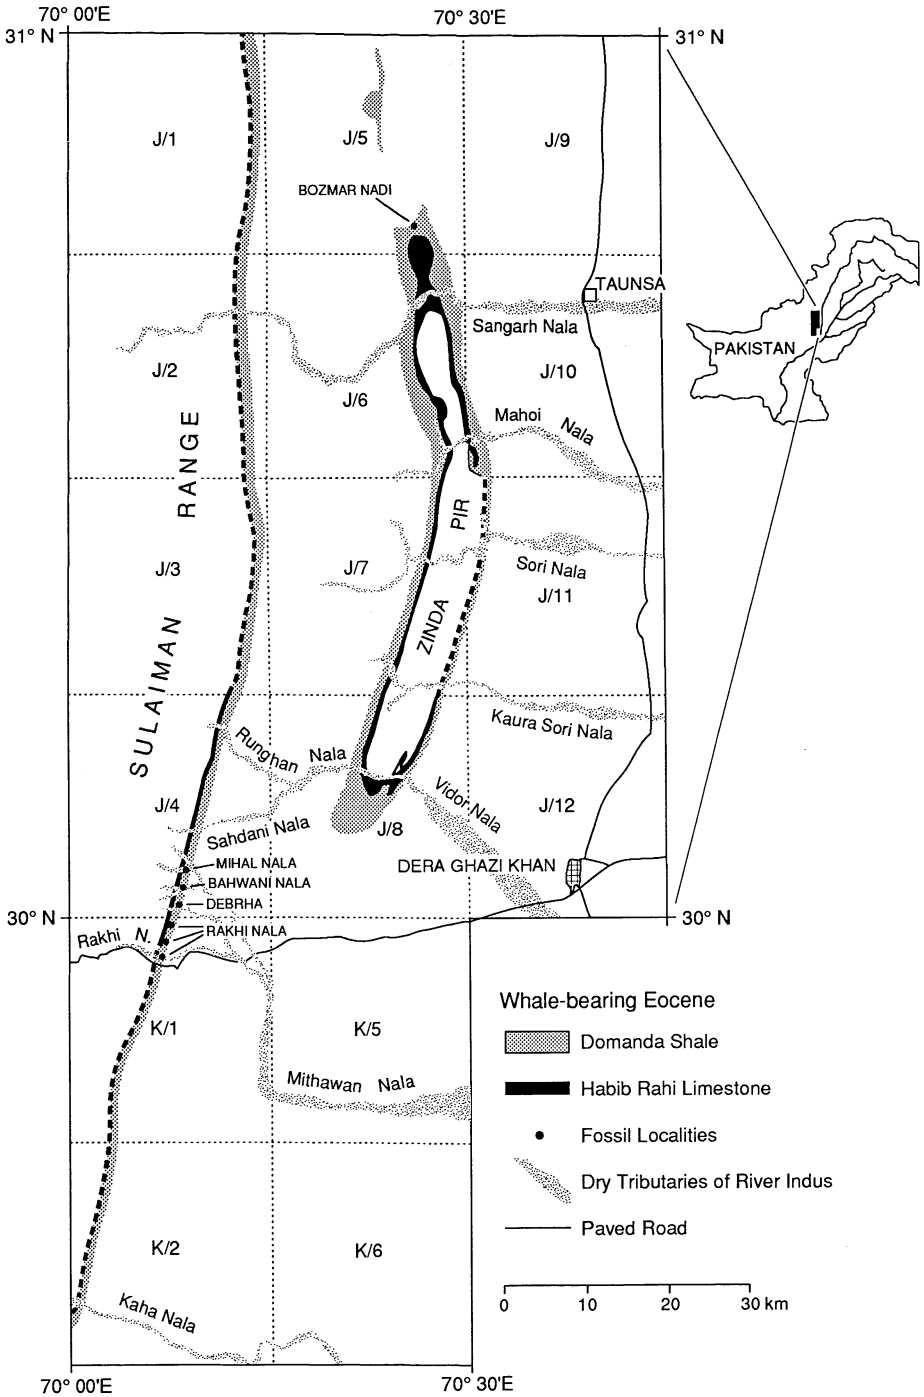 70° 00'E
70° 30'E
31° N
31° N
J/1
J/5
J/9
BOZMAR NADI
TAUNSA
Sangarh Nala
PAKISTAN
J/2
J/6
J/10
Mahoi Nala
RANGE
PIR
J/3
J/7
Sori Nala
J/11
ZINDA
SULAIMAN
Kaura Sori Nala
Runghan Nala
Vidor Nala
J/4
J/8
J/12
Sahdani Nala
MIHAL NALA
DERA GHAZI KHAN
BAHWANI NALA
DEBRHA
30° N
30° N
Rakhi N.
RAKHI NALA
Whale-bearing Eocene
K/1
K/5
Domanda Shale
Mithawan Nala
Habib Rahi Limestone
Fossil Localities
Dry Tributaries of River Indus
Paved Road
K/2
K/6
Kaha Nala
0 10 20 30 km
70° 00'E
70° 30'E